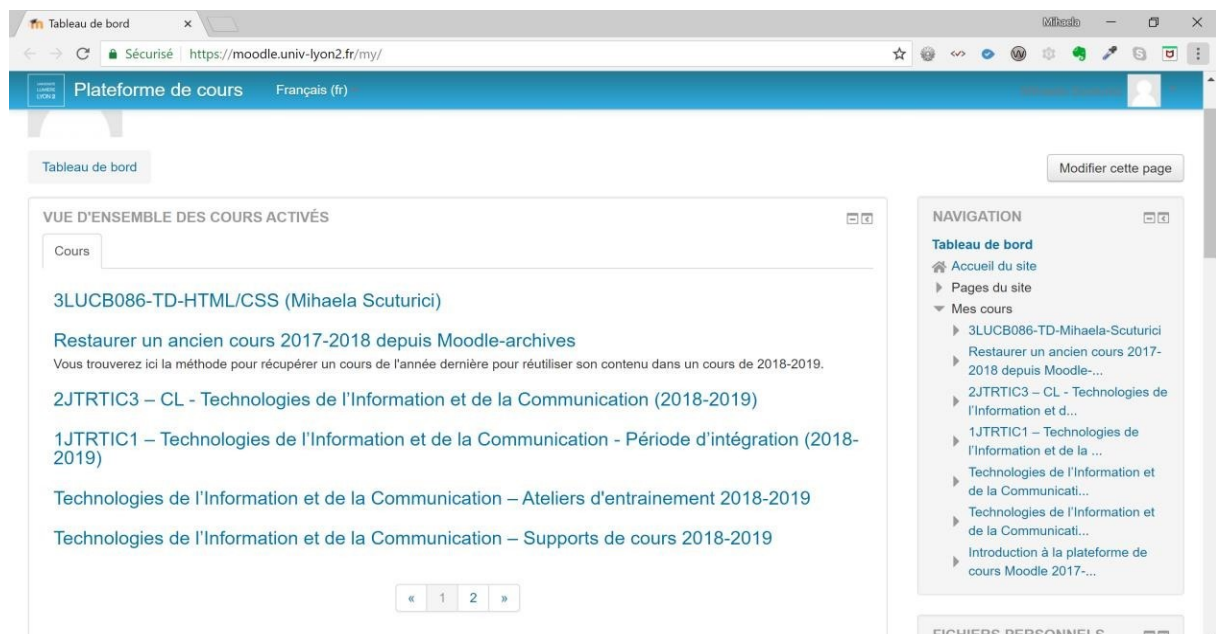 Tableau de bord
Mihaela
Sécurisé https://moodle.univ-lyon2.fr/my/
UNIVERSITÉ
LUMIÈRE
LYON 2
Plateforme de cours Français (fr)
Tableau de bord
Modifier cette page
VUE D'ENSEMBLE DES COURS ACTIVÉS
Cours
3LUCB086-TD-HTML/CSS (Mihaela Scuturici)
Restaurer un ancien cours 2017-2018 depuis Moodle-archives
Vous trouverez ici la méthode pour récupérer un cours de l'année dernière pour réutiliser son contenu dans un cours de 2018-2019.
2JTRTIC3 – CL - Technologies de l’Information et de la Communication (2018-2019)
1JTRTIC1 – Technologies de l’Information et de la Communication - Période d’intégration (2018-
2019)
Technologies de l’Information et de la Communication – Ateliers d'entrainement 2018-2019
Technologies de l’Information et de la Communication – Supports de cours 2018-2019
« 1 2 »
NAVIGATION
Tableau de bord
Accueil du site
Pages du site
Mes cours
3LUCB086-TD-Mihaela-Scuturici
Restaurer un ancien cours 2017-
2018 depuis Moodle-...
2JTRTIC3 – CL - Technologies de
l’Information et d...
1JTRTIC1 – Technologies de
l’Information et de la ...
Technologies de l’Information et
de la Communicati...
Technologies de l’Information et
de la Communicati...
Introduction à la plateforme de
cours Moodle 2017-...
FICHIERS PERSONNELS